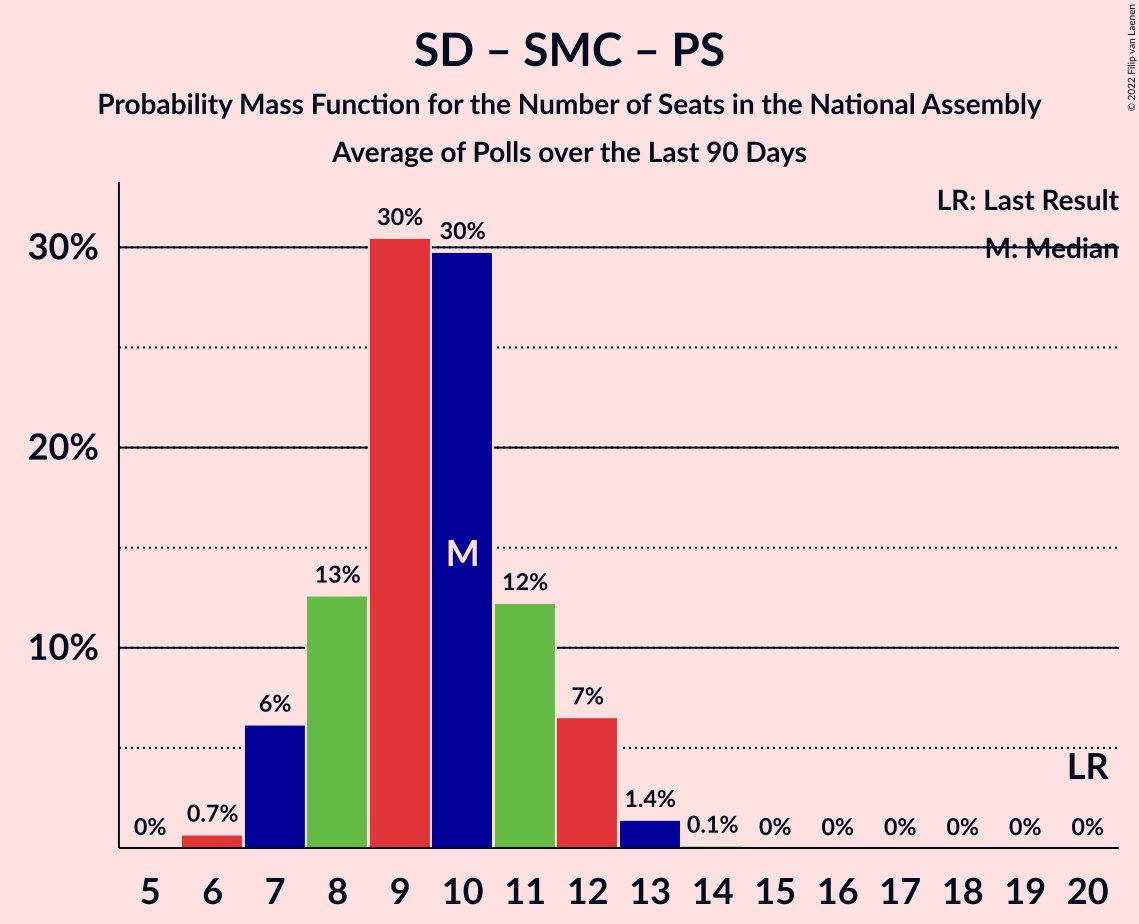 SD – SMC – PS
Probability Mass Function for the Number of Seats in the National Assembly
Average of Polls over the Last 90 Days
© 2022 Filip van Laenen
LR: Last Result
M: Median
30%
20%
10%
0%
0.7%
6%
13%
30%
30%
12%
7%
1.4%
0.1%
0%
0%
0%
0%
0%
0%
M
LR
5 6 7 8 9 10 11 12 13 14 15 16 17 18 19 20